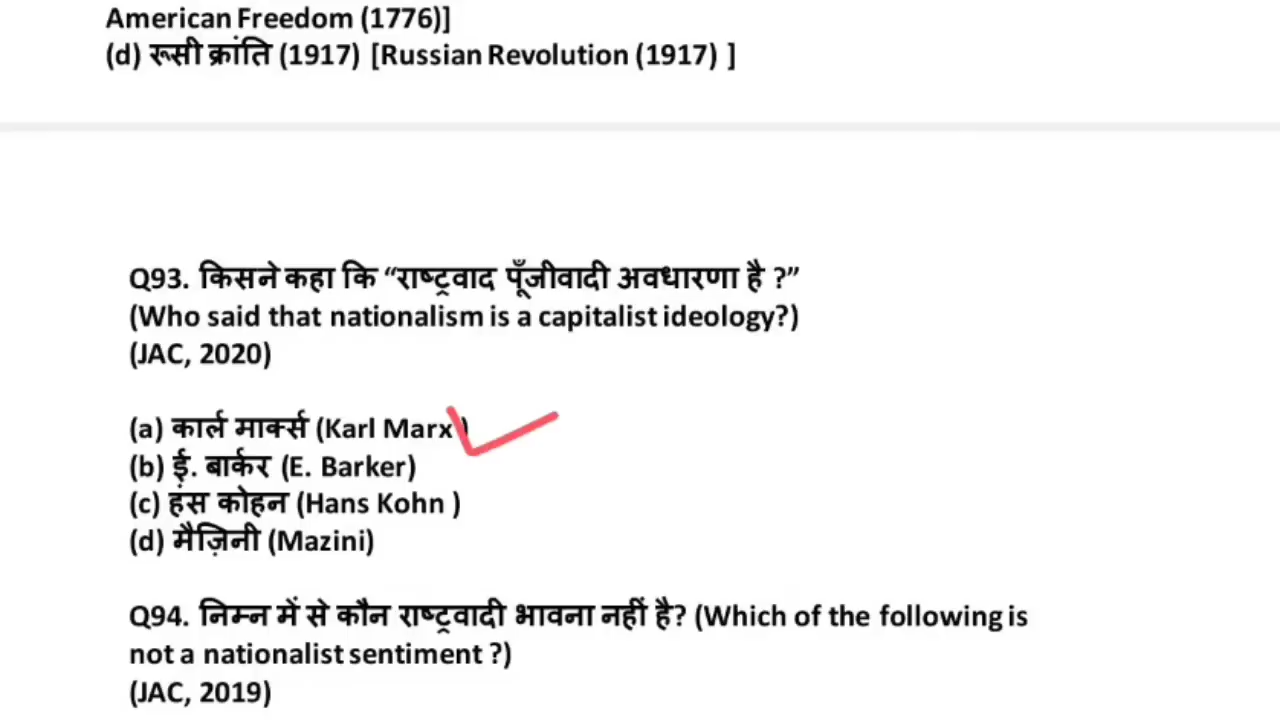 American Freedom (1776)]
(d) रूसी क्रांति (1917) [Russian Revolution (1917) ]
Q93. किसने कहा कि “राष्ट्रवाद पूँजीवादी अवधारणा है ?”
(Who said that nationalism is a capitalist ideology?)
(JAC, 2020)
(a) कार्ल मार्क्स (Karl Marx )
(b) ई. बार्कर (E. Barker)
(c) हंस कोहन (Hans Kohn )
(d) मैज़िनी (Mazini)
Q94. निम्न में से कौन राष्ट्रवादी भावना नहीं है? (Which of the following is
not a nationalist sentiment ?)
(JAC, 2019)